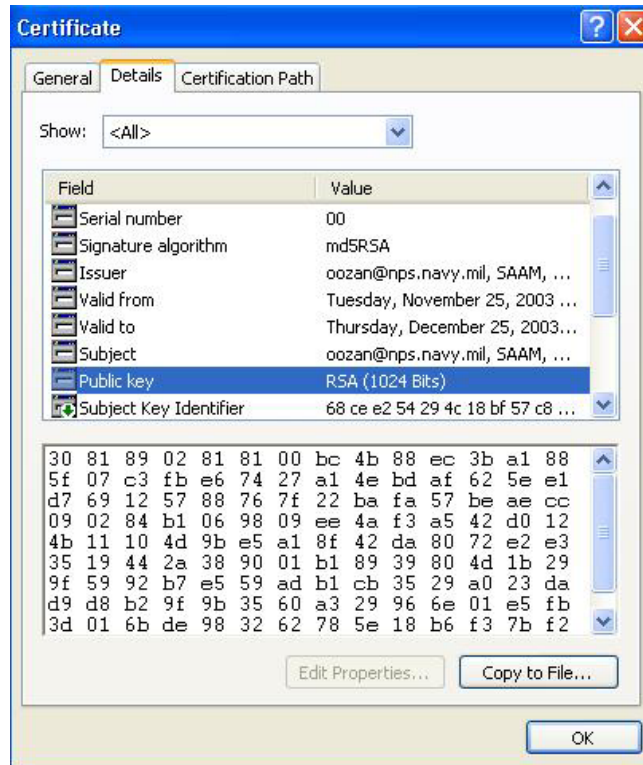 Certificate
General Details Certification Path
Show: <All>
Field Value
Serial number 00
Signature algorithm md5RSA
Issuer oozan@nps.navy.mil, SAAM, ...
Valid from Tuesday, November 25, 2003 ...
Valid to Thursday, December 25, 2003...
Subject oozan@nps.navy.mil, SAAM, ...
Public key RSA (1024 Bits)
Subject Key Identifier 68 ce e2 54 29 4c 18 bf 57 c8 ...
30 81 89 02 81 81 00 bc 4b 88 ec 3b a1 88
5f 07 c3 fb e6 74 27 a1 4e bd af 62 5e e1
d7 69 12 57 88 76 7f 22 ba fa 57 be ae cc
09 02 84 b1 06 98 09 ee 4a f3 a5 42 d0 12
4b 11 10 4d 9b e5 a1 8f 42 da 80 72 e2 e3
35 19 44 2a 38 90 01 b1 89 39 80 4d 1b 29
9f 59 92 b7 e5 59 ad b1 cb 35 29 a0 23 da
d9 d8 b2 9f 9b 35 60 a3 29 96 6e 01 e5 fb
3d 01 6b de 98 32 62 78 5e 18 b6 f3 7b f2
Edit Properties... Copy to File...
OK